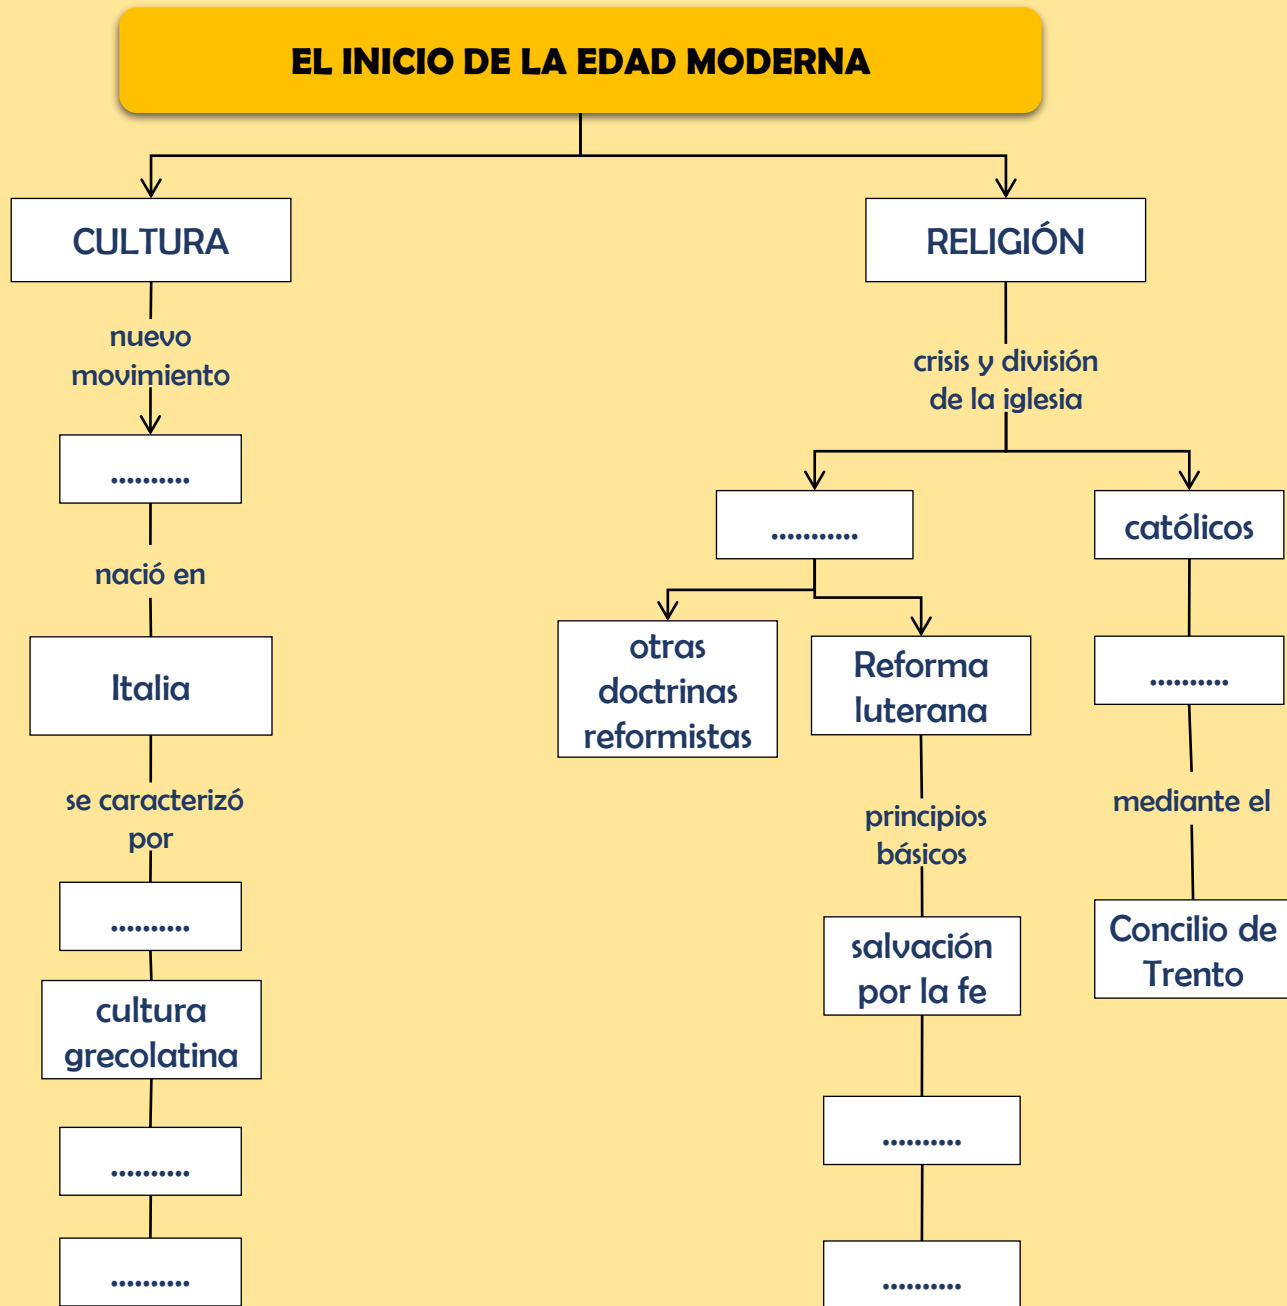 EL INICIO DE LA EDAD MODERNA
CULTURA
nuevo
movimiento
..........
nació en
Italia
se caracterizó
por
..........
cultura
grecolatina
..........
..........
RELIGIÓN
crisis y división
de la iglesia
...........
otras
doctrinas
reformistas
Reforma
luterana
principios
básicos
salvación
por la fe
..........
..........
católicos
..........
mediante el
Concilio de
Trento